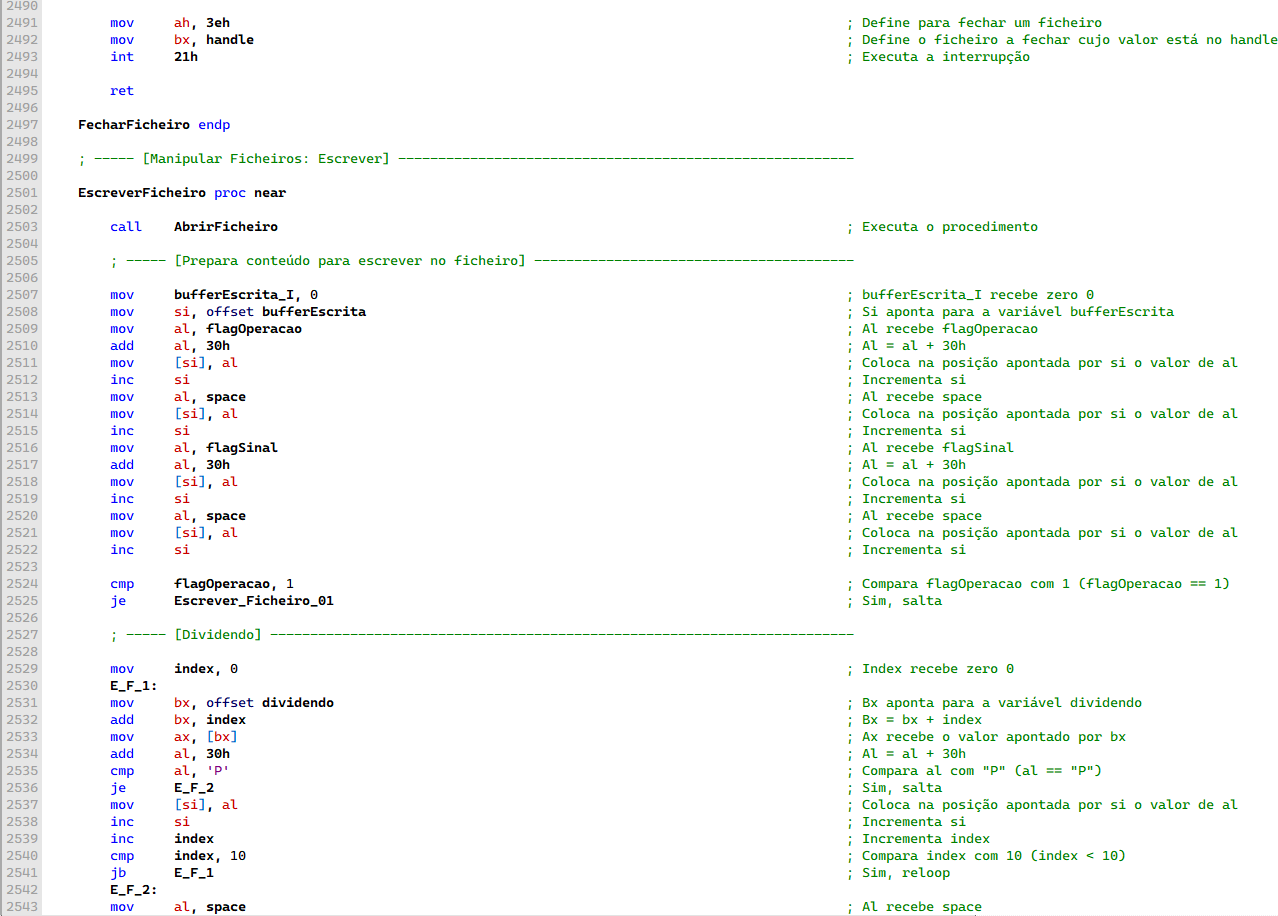 2490
2491 mov ah, 3eh ; Define para fechar um ficheiro
2492 mov bx, handle ; Define o ficheiro a fechar cujo valor está no handle
2493 int 21h ; Executa a interrupção
2494
2495 ret
2496
2497 FecharFicheiro endp
2498
2499 ; ----- [Manipular Ficheiros: Escrever] ---------------------------------------------------------
2500
2501 EscreverFicheiro proc near
2502
2503 call AbrirFicheiro ; Executa o procedimento
2504
2505 ; ----- [Prepara conteúdo para escrever no ficheiro] ----------------------------------------
2506
2507 mov bufferEscrita_I, 0 ; bufferEscrita_I recebe zero 0
2508 mov si, offset bufferEscrita ; Si aponta para a variável bufferEscrita
2509 mov al, flagOperacao ; Al recebe flagOperacao
2510 add al, 30h ; Al = al + 30h
2511 mov [si], al ; Coloca na posição apontada por si o valor de al
2512 inc si ; Incrementa si
2513 mov al, space ; Al recebe space
2514 mov [si], al ; Coloca na posição apontada por si o valor de al
2515 inc si ; Incrementa si
2516 mov al, flagSinal ; Al recebe flagSinal
2517 add al, 30h ; Al = al + 30h
2518 mov [si], al ; Coloca na posição apontada por si o valor de al
2519 inc si ; Incrementa si
2520 mov al, space ; Al recebe space
2521 mov [si], al ; Coloca na posição apontada por si o valor de al
2522 inc si ; Incrementa si
2523
2524 cmp flagOperacao, 1 ; Compara flagOperacao com 1 (flagOperacao == 1)
2525 je Escrever_Ficheiro_01 ; Sim, salta
2526
2527 ; ----- [Dividendo] -------------------------------------------------------------------------
2528
2529 mov index, 0 ; Index recebe zero 0
2530 E_F_1:
2531 mov bx, offset dividendo ; Bx aponta para a variável dividendo
2532 add bx, index ; Bx = bx + index
2533 mov ax, [bx] ; Ax recebe o valor apontado por bx
2534 add al, 30h ; Al = al + 30h
2535 cmp al, 'P' ; Compara al com "P" (al == "P")
2536 je E_F_2 ; Sim, salta
2537 mov [si], al ; Coloca na posição apontada por si o valor de al
2538 inc si ; Incrementa si
2539 inc index ; Incrementa index
2540 cmp index, 10 ; Compara index com 10 (index < 10)
2541 jb E_F_1 ; Sim, reloop
2542 E_F_2:
2543 mov al, space ; Al recebe space